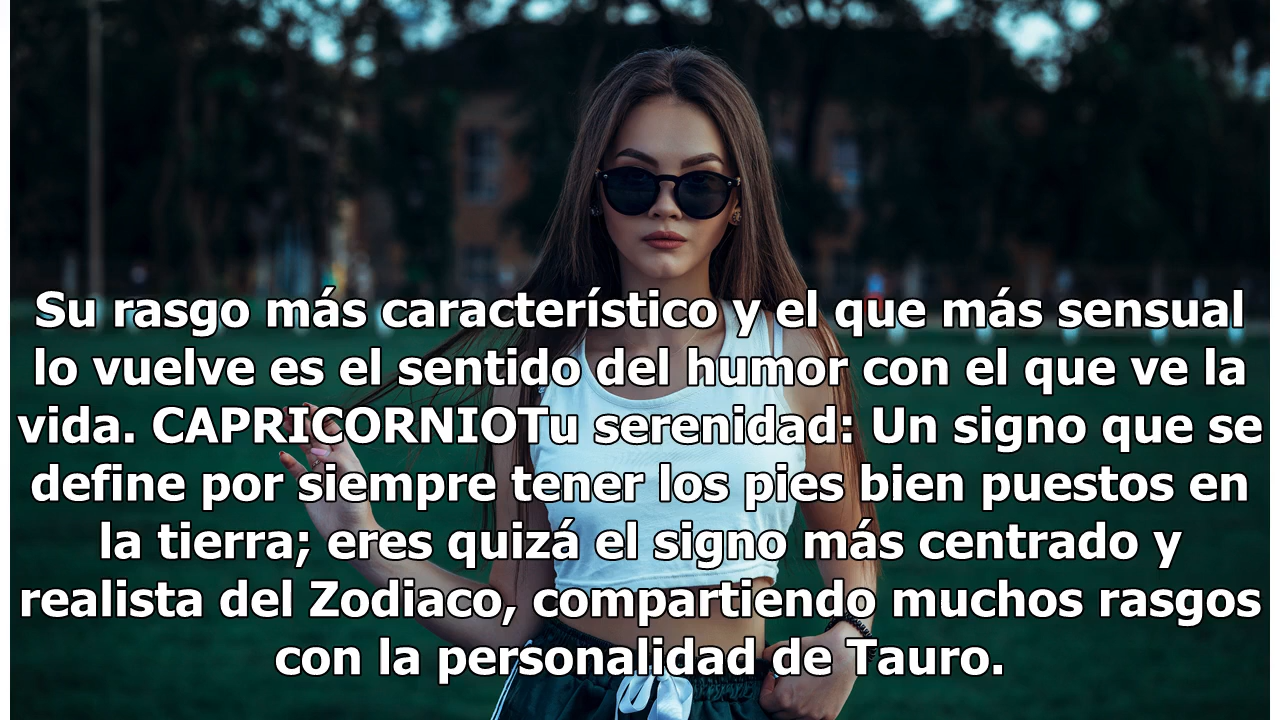 Su rasgo más característico y el que más sensual
lo vuelve es el sentido del humor con el que ve la
vida. CAPRICORNIOTu serenidad: Un signo que se
define por siempre tener los pies bien puestos en
la tierra; eres quizá el signo más centrado y
realista del Zodiaco, compartiendo muchos rasgos
con la personalidad de Tauro.